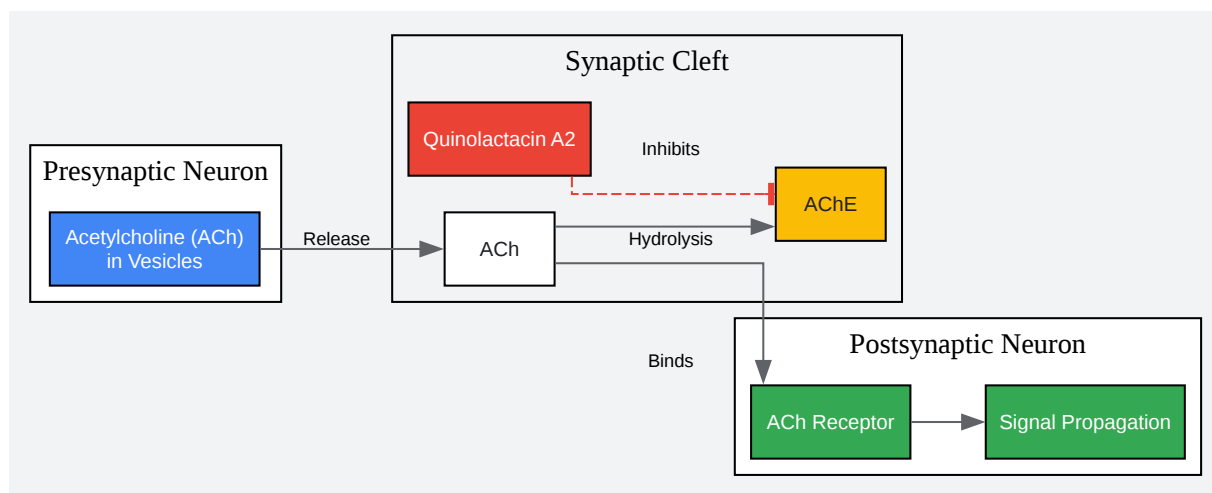 Synaptic Cleft
Quinolactacin A2
Inhibits
Presynaptic Neuron
AChE
Acetylcholine (ACh)
in Vesicles
Release
ACh
Hydrolysis
Postsynaptic Neuron
Binds
ACh Receptor
Signal Propagation